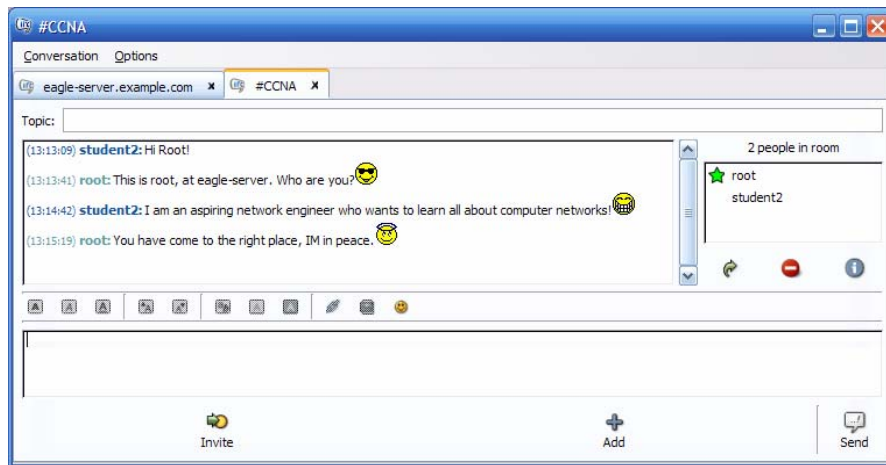 #CCNA
Conversation Options
eagle-server.example.com #CCNA
Topic:
(13:13:09) student2: Hi Root!
(13:13:41) root: This is root, at eagle-server. Who are you?
(13:14:42) student2: I am an aspiring network engineer who wants to learn all about computer networks!
(13:15:19) root: You have come to the right place, IM in peace.
2 people in room
root
student2
Invite
Add
Send